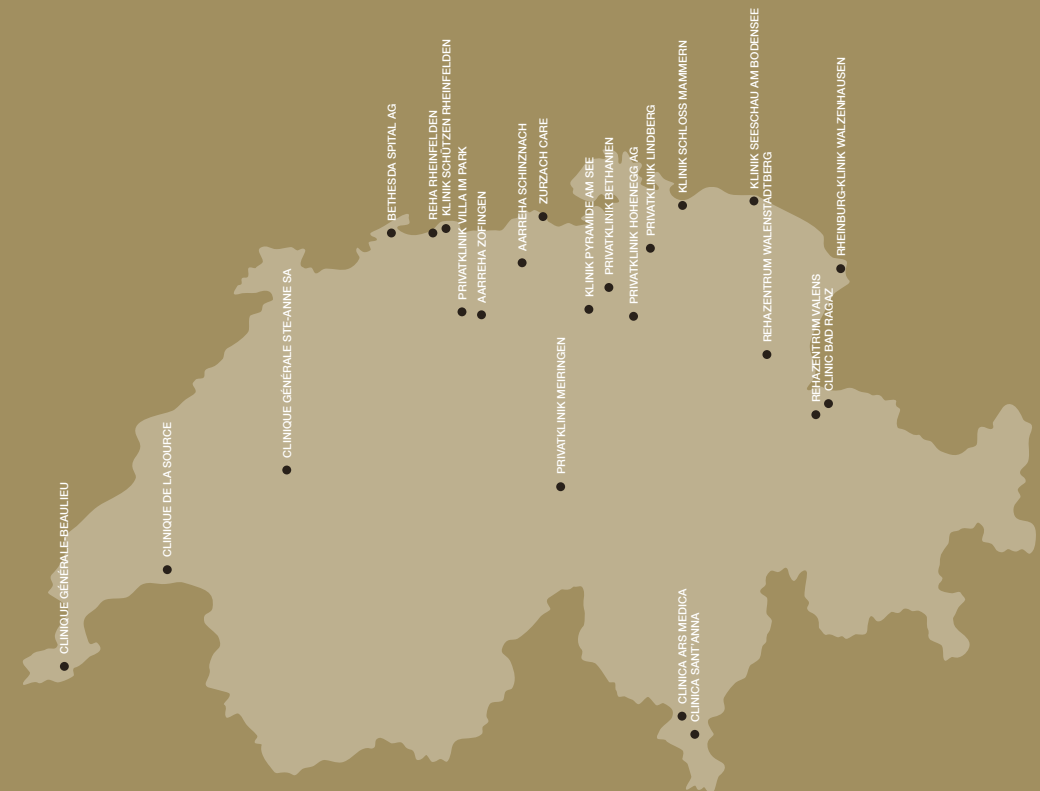 CLINIQUE GÉNÉRALE-BEAULIEU
CLINIQUE DE LA SOURCE
CLINIQUE GÉNÉRALE STE-ANNE SA
BETHESDA SPITAL AG
REHA RHEINFELDEN
KLINIK SCHÜTZEN RHEINFELDEN
PRIVATKLINIK VILLA IM PARK
AARREHA ZOFINGEN
AARREHA SCHINZNACH
ZURZACH CARE
PRIVATKLINIK MEIRINGEN
KLINIK PYRAMIDE AM SEE
PRIVATKLINIK BETHANIEN
PRIVATKLINIK HOHENEGG AG
PRIVATKLINIK LINDBERG
KLINIK SCHLOSS MAMMERN
CLINICA ARS MEDICA
CLINICA SANT'ANNA
KLINIK SEESCHAU AM BODENSEE
REHAZENTRUM WALENSTADTBERG
REHAZENTRUM VALENS
CLINIC BAD RAGAZ
RHEINBURG-KLINIK WALZENHAUSEN